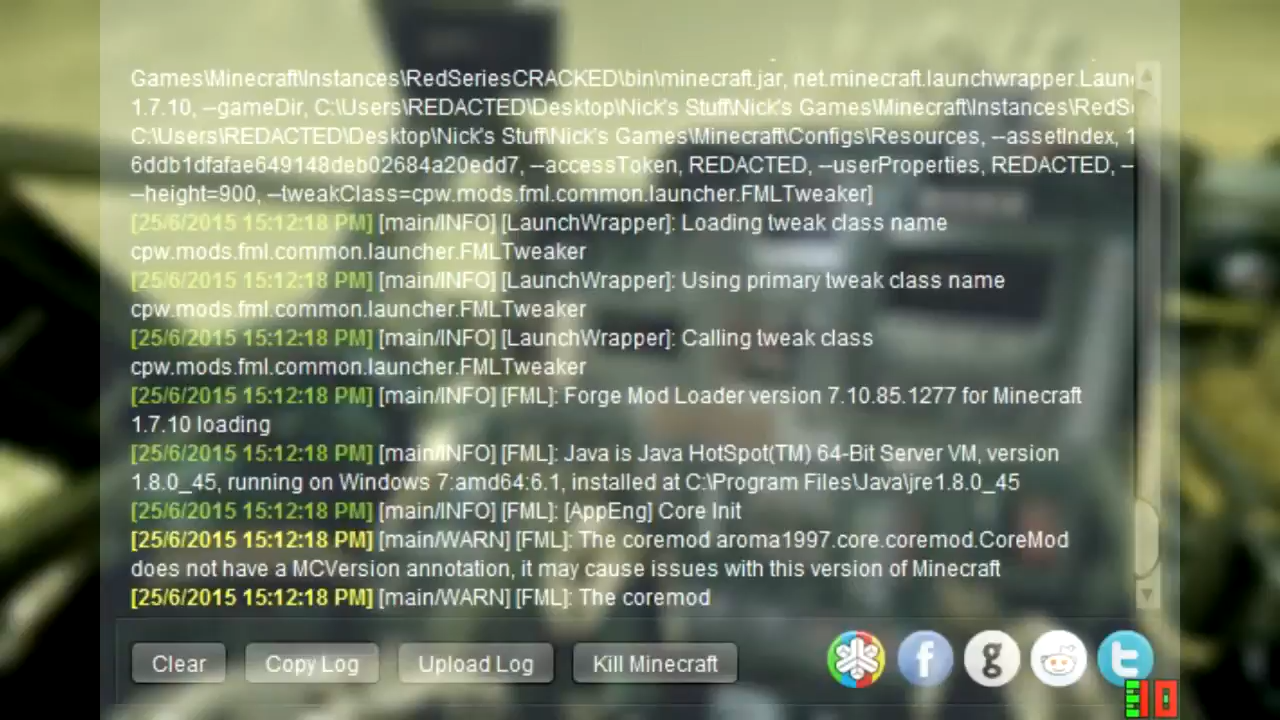 Games\Minecraft\Instances\RedSeriesCRACKED\bin\minecraft.jar, net.minecraft.launchwrapper.Laun
1.7.10, --gameDir, C:\Users\REDACTED\Desktop\Nick's Stuff\Nick's Games\Minecraft\Instances\RedS
C:\Users\REDACTED\Desktop\Nick's Stuff\Nick's Games\Minecraft\Configs\Resources, --assetIndex, 1
6ddb1dfafae649148deb02684a20edd7, --accessToken, REDACTED, --userProperties, REDACTED, --
--height=900, --tweakClass=cpw.mods.fml.common.launcher.FMLTweaker]
[25/6/2015 15:12:18 PM] [main/INFO] [LaunchWrapper]: Loading tweak class name
cpw.mods.fml.common.launcher.FMLTweaker
[25/6/2015 15:12:18 PM] [main/INFO] [LaunchWrapper]: Using primary tweak class name
cpw.mods.fml.common.launcher.FMLTweaker
[25/6/2015 15:12:18 PM] [main/INFO] [LaunchWrapper]: Calling tweak class
cpw.mods.fml.common.launcher.FMLTweaker
[25/6/2015 15:12:18 PM] [main/INFO] [FML]: Forge Mod Loader version 7.10.85.1277 for Minecraft
1.7.10 loading
[25/6/2015 15:12:18 PM] [main/INFO] [FML]: Java is Java HotSpot(TM) 64-Bit Server VM, version
1.8.0_45, running on Windows 7:amd64:6.1, installed at C:\Program Files\Java\jre1.8.0_45
[25/6/2015 15:12:18 PM] [main/INFO] [FML]: [AppEng] Core Init
[25/6/2015 15:12:18 PM] [main/WARN] [FML]: The coremod aroma1997.core.coremod.CoreMod
does not have a MCVersion annotation, it may cause issues with this version of Minecraft
[25/6/2015 15:12:18 PM] [main/WARN] [FML]: The coremod
Clear Copy Log Upload Log Kill Minecraft f g t
10